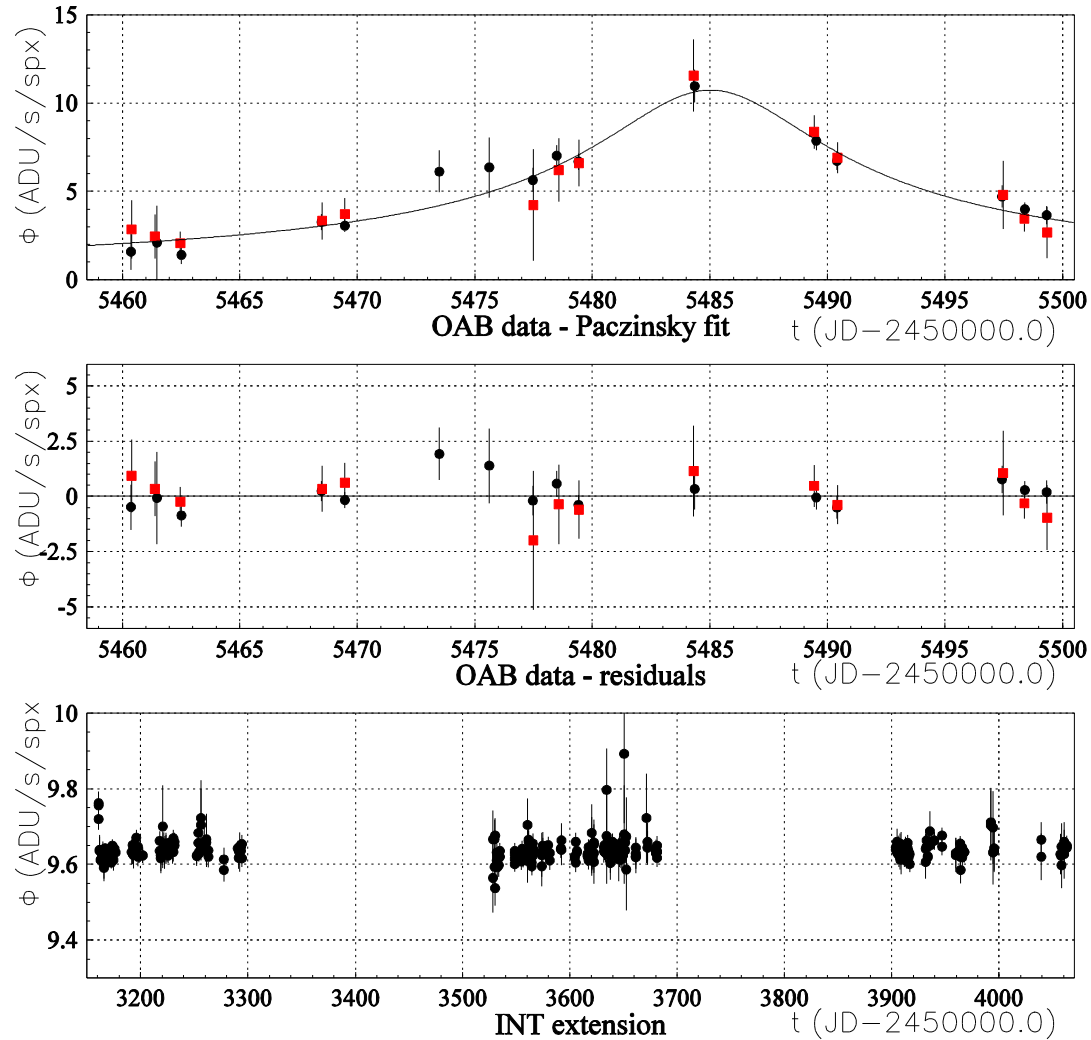 15
10
5
0
Φ (ADU/s/spx)
5460 5465 5470 5475 5480 5485 5490 5495 5500
OAB data - Paczinsky fit
t (JD-2450000.0)
5
2.5
0
-2.5
-5
Φ (ADU/s/spx)
5460 5465 5470 5475 5480 5485 5490 5495 5500
OAB data - residuals
t (JD-2450000.0)
10
9.8
9.6
9.4
Φ (ADU/s/spx)
3200 3300 3400 3500 3600 3700 3800 3900 4000
INT extension
t (JD-2450000.0)